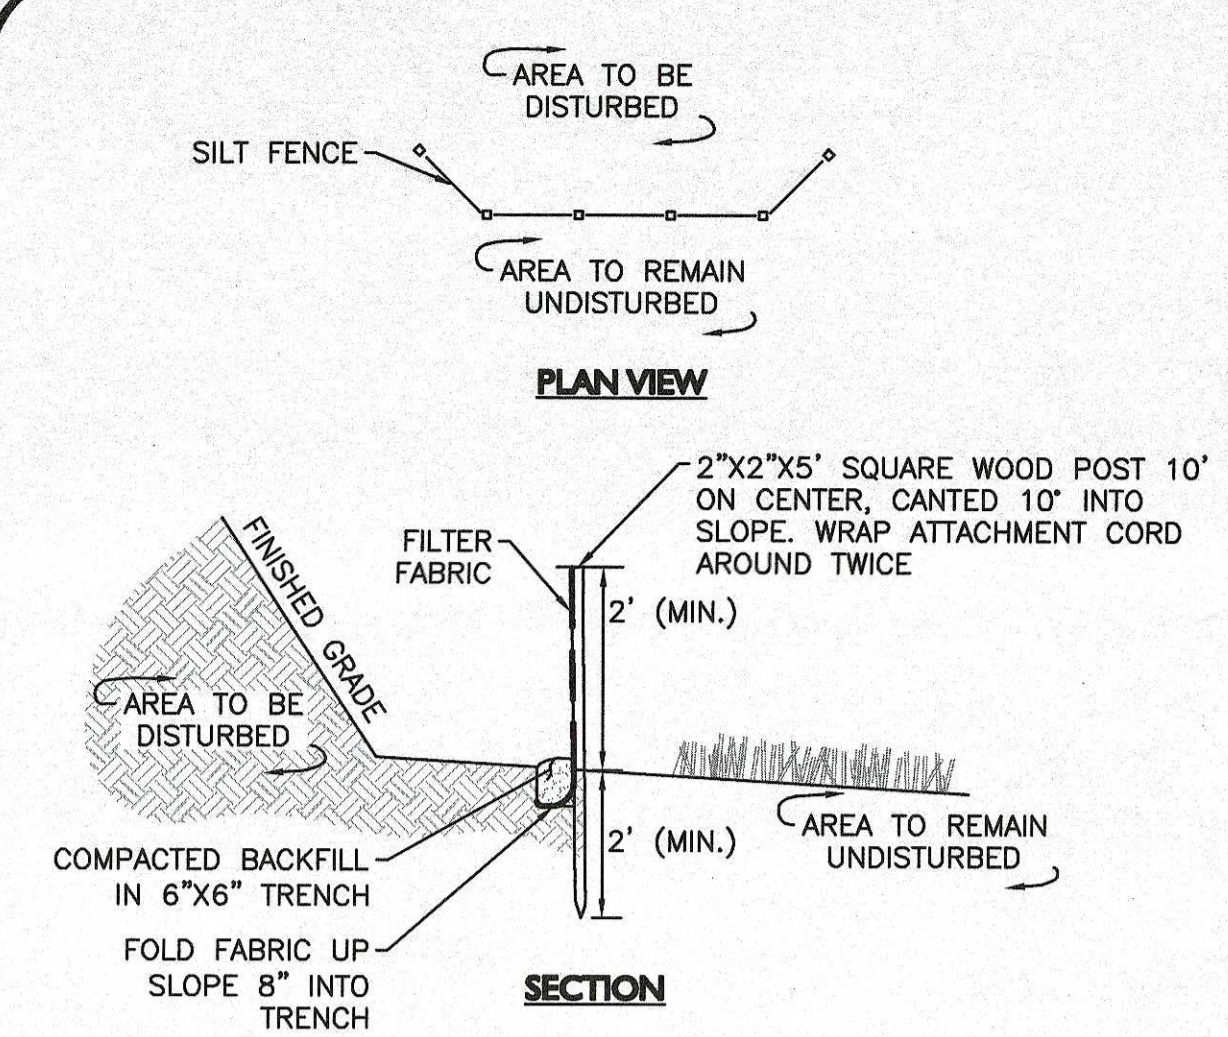 AREA TO BE
DISTURBED
SILT FENCE
AREA TO REMAIN
UNDISTURBED
PLAN VIEW
2"X2"X5' SQUARE WOOD POST 10'
ON CENTER, CANTED 10° INTO
SLOPE. WRAP ATTACHMENT CORD
AROUND TWICE
FILTER
FABRIC
FINISHED GRADE
2' (MIN.)
AREA TO BE
DISTURBED
2' (MIN.)
AREA TO REMAIN
UNDISTURBED
COMPACTED BACKFILL
IN 6"X6" TRENCH
FOLD FABRIC UP
SLOPE 8" INTO
TRENCH
SECTION